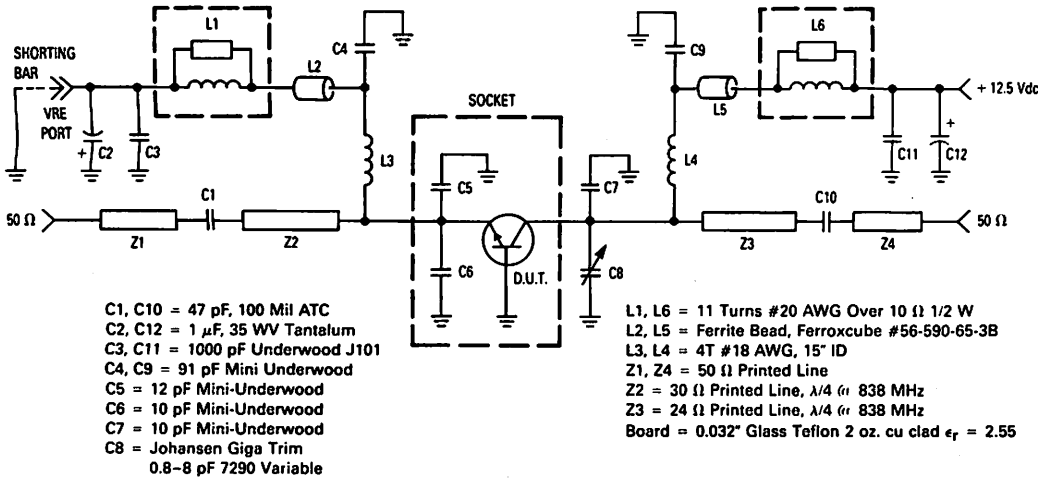 L1
L6
SHORTING
BAR
C4
L2
C9
SOCKET
L5
+ 12.5 Vdc
VRE
PORT
+
C2
C3
L3
C5
C7
L4
C11
+
C12
50 Ω
C1
C10
50 Ω
Z1
Z2
C6
D.U.T.
C8
Z3
Z4
C1, C10 = 47 pF, 100 Mil ATC
C2, C12 = 1 μF, 35 WV Tantalum
C3, C11 = 1000 pF Underwood J101
C4, C9 = 91 pF Mini Underwood
C5 = 12 pF Mini-Underwood
C6 = 10 pF Mini-Underwood
C7 = 10 pF Mini-Underwood
C8 = Johansen Giga Trim
0.8–8 pF 7290 Variable
L1, L6 = 11 Turns #20 AWG Over 10 Ω 1/2 W
L2, L5 = Ferrite Bead, Ferroxcube #56-590-65-3B
L3, L4 = 4T #18 AWG, 15" ID
Z1, Z4 = 50 Ω Printed Line
Z2 = 30 Ω Printed Line, λ/4 @ 838 MHz
Z3 = 24 Ω Printed Line, λ/4 @ 838 MHz
Board = 0.032" Glass Teflon 2 oz. cu clad εr = 2.55